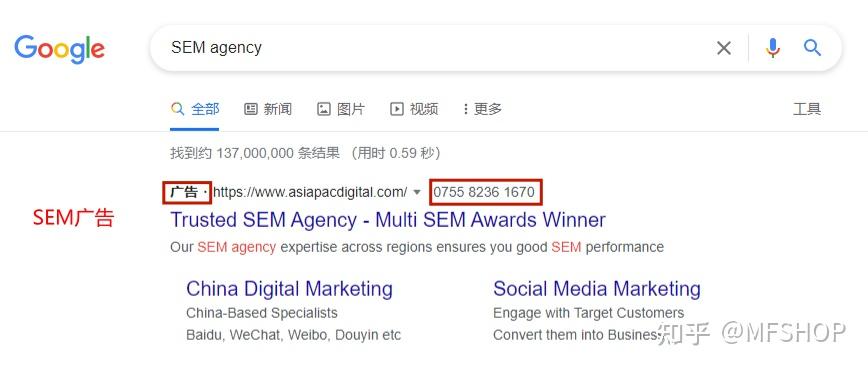 Google
SEM agency
全部 新闻 图片 视频 更多 工具
找到约 137,000,000 条结果 （用时 0.59 秒）
广告 · https://www.asiapacdigital.com/ 0755 8236 1670
SEM广告
Trusted SEM Agency - Multi SEM Awards Winner
Our SEM agency expertise across regions ensures you good SEM performance
China Digital Marketing Social Media Marketing
China-Based Specialists Engage with Target Customers
Baidu, WeChat, Weibo, Douyin etc Convert them into Business
知乎 @MFSHOP